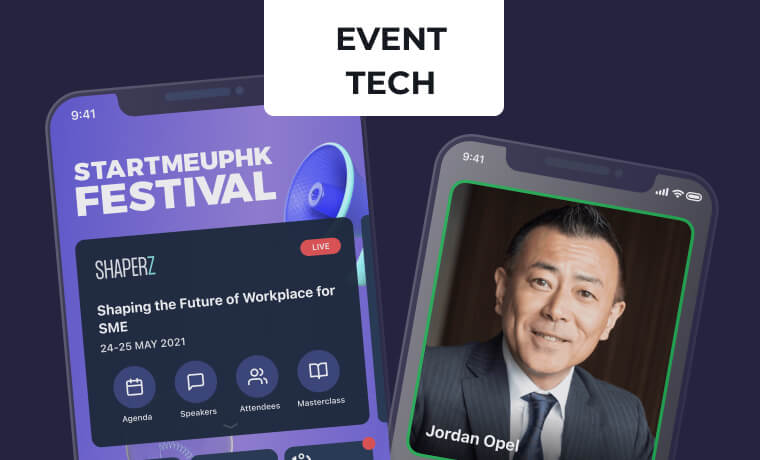 EVENT
TECH
9:41
STARTMEUPHK
FESTIVAL
SHAPERZ
LIVE
Shaping the Future of Workplace for
SME
24-25 MAY 2021
Agenda
Speakers
Attendees
Masterclass
9:41
Jordan Opel